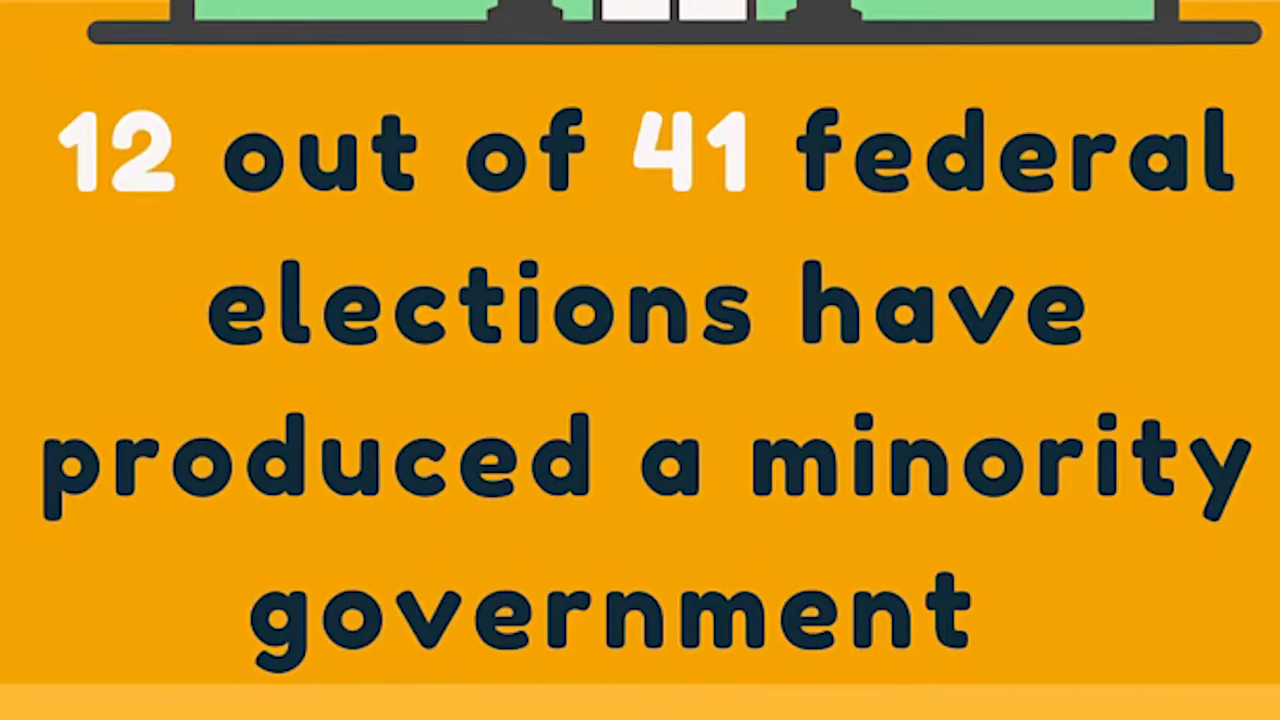 12 out of 41 federal
elections have
produced a minority
government